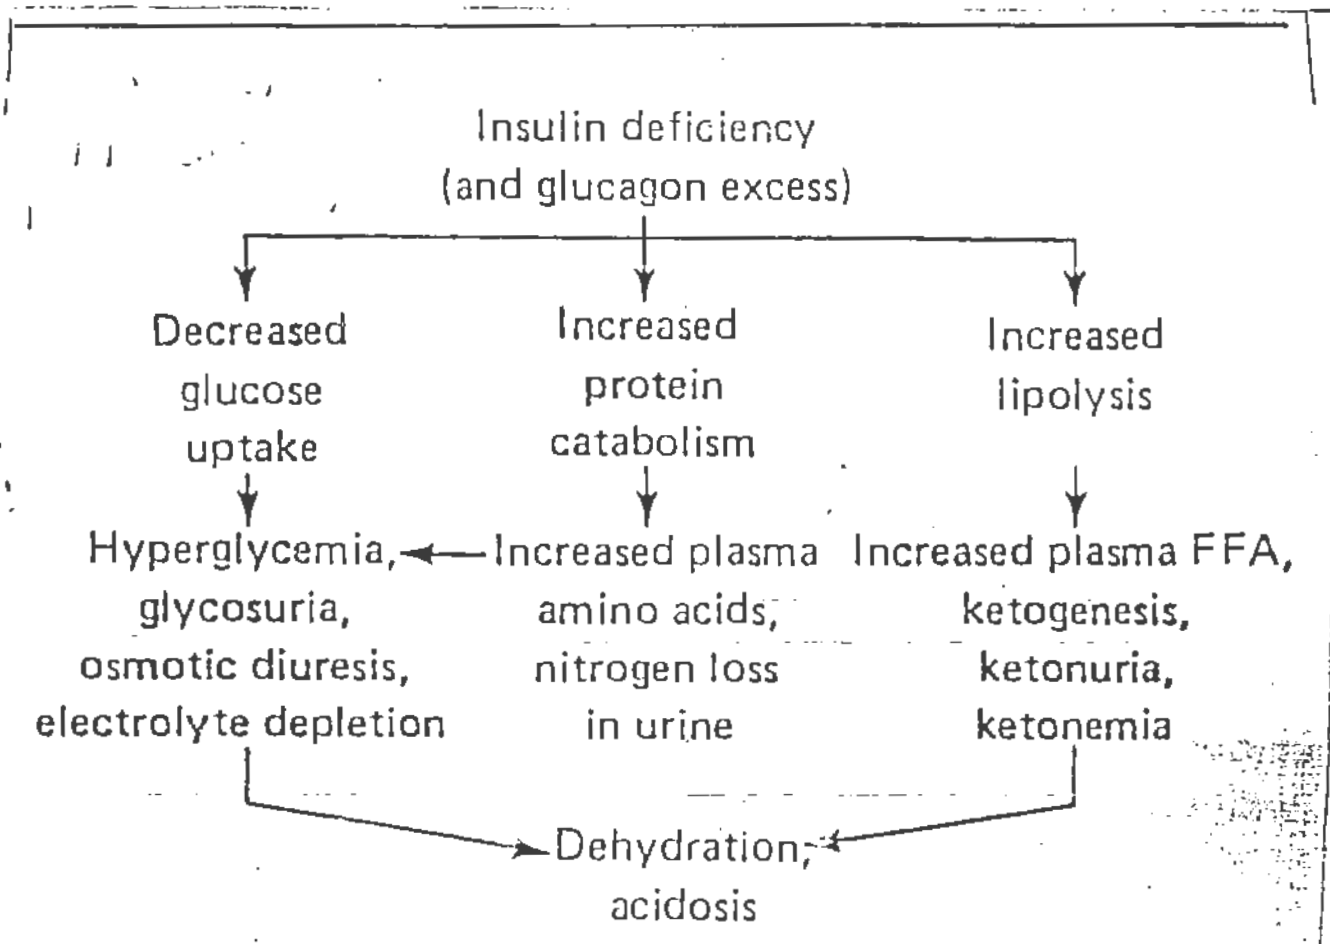 Insulin deficiency
(and glucagon excess)
Decreased
glucose
uptake
Increased
protein
catabolism
Increased
lipolysis
Hyperglycemia,
glycosuria,
osmotic diuresis,
electrolyte depletion
Increased plasma
amino acids,
nitrogen loss
in urine
Increased plasma FFA,
ketogenesis,
ketonuria,
ketonemia
Dehydration,
acidosis